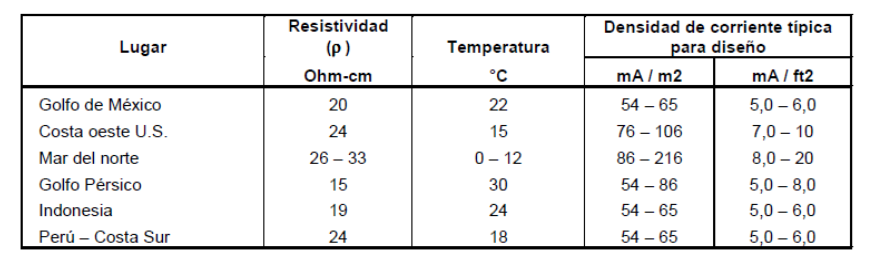 Lugar Resistividad (ρ) Temperatura Densidad de corriente típica para diseño
Ohm-cm °C mA / m2 mA / ft2
Golfo de México 20 22 54 – 65 5,0 – 6,0
Costa oeste U.S. 24 15 76 – 106 7,0 – 10
Mar del norte 26 – 33 0 – 12 86 – 216 8,0 – 20
Golfo Pérsico 15 30 54 – 86 5,0 – 8,0
Indonesia 19 24 54 – 65 5,0 – 6,0
Perú – Costa Sur 24 18 54 – 65 5,0 – 6,0